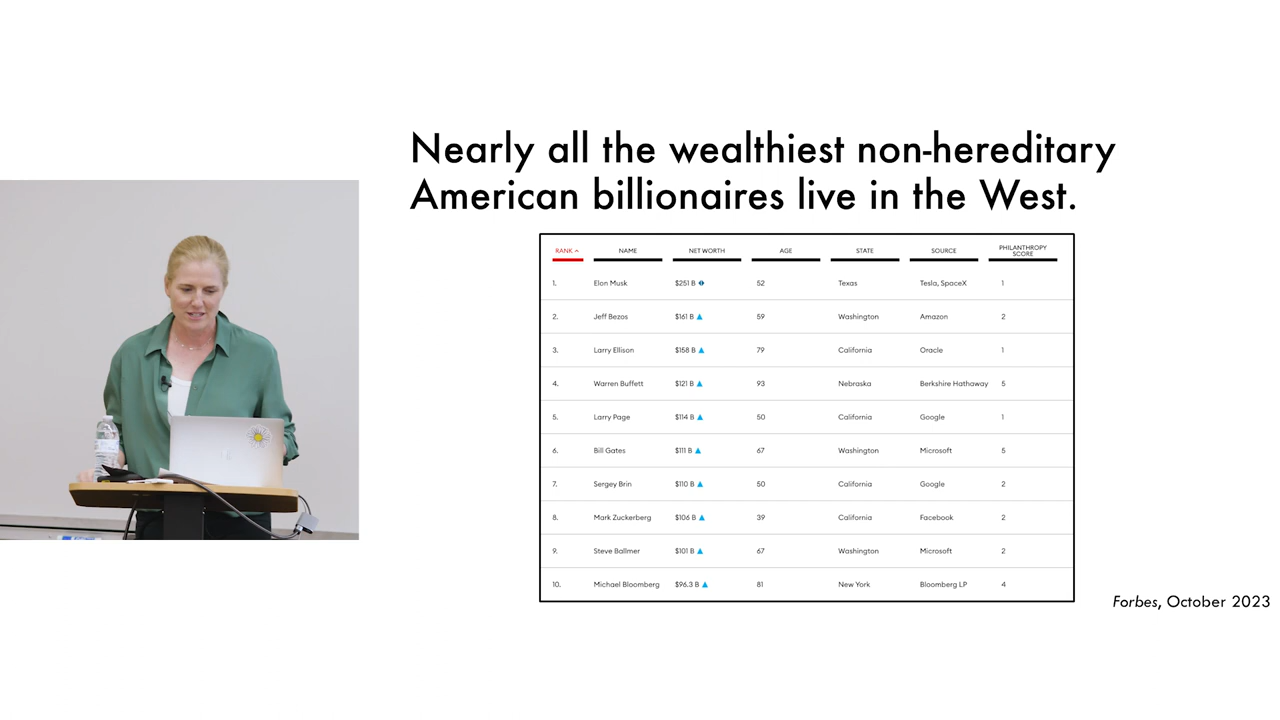 Nearly all the wealthiest non-hereditary
American billionaires live in the West.
RANK NAME NET WORTH AGE STATE SOURCE PHILANTHROPY SCORE
1. Elon Musk $251 B 52 Texas Tesla, SpaceX 1
2. Jeff Bezos $161 B 59 Washington Amazon 2
3. Larry Ellison $158 B 79 California Oracle 1
4. Warren Buffett $121 B 93 Nebraska Berkshire Hathaway 5
5. Larry Page $114 B 50 California Google 1
6. Bill Gates $111 B 67 Washington Microsoft 5
7. Sergey Brin $110 B 50 California Google 2
8. Mark Zuckerberg $106 B 39 California Facebook 2
9. Steve Ballmer $101 B 67 Washington Microsoft 2
10. Michael Bloomberg $96.3 B 81 New York Bloomberg LP 4
Forbes, October 2023